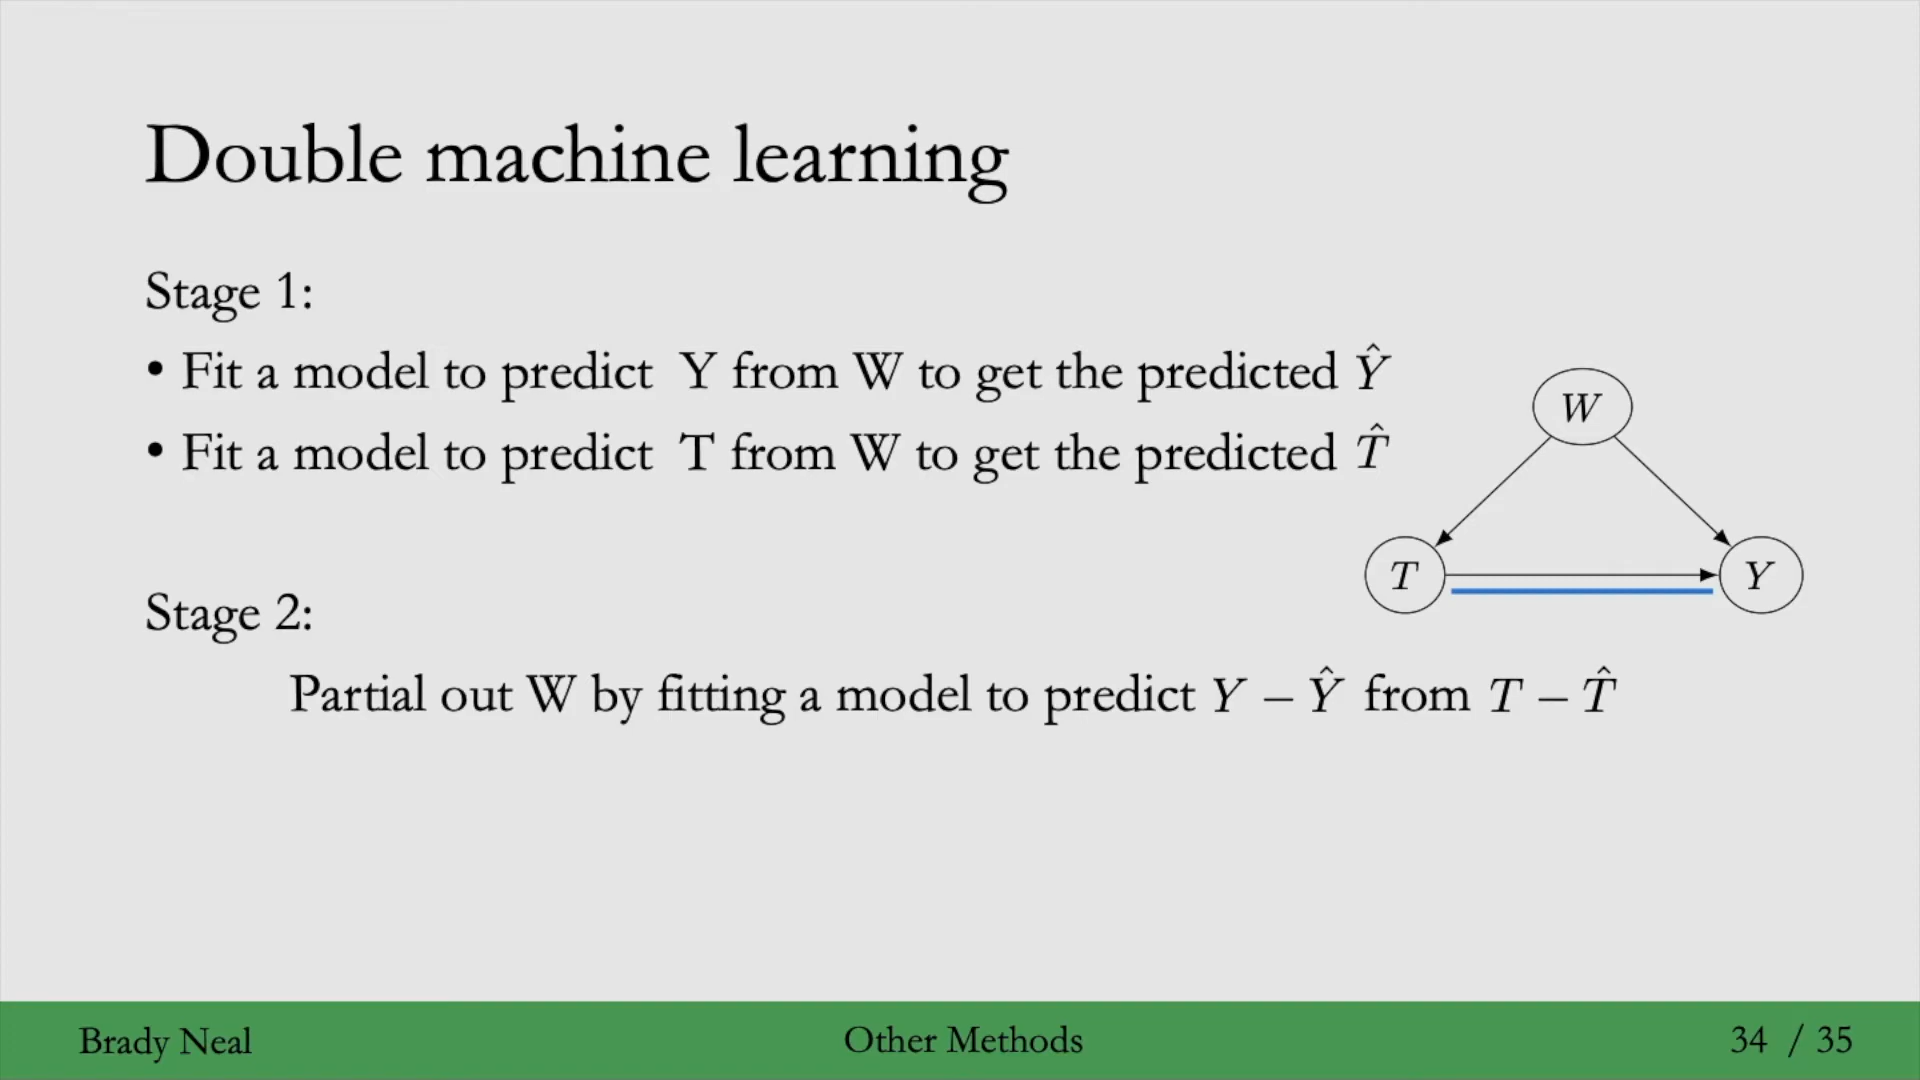 Double machine learning
Stage 1:
• Fit a model to predict Y from W to get the predicted Ŷ
• Fit a model to predict T from W to get the predicted T̂
W
T
Y
Stage 2:
Partial out W by fitting a model to predict Y – Ŷ from T – T̂
Brady Neal
Other Methods
34 / 35